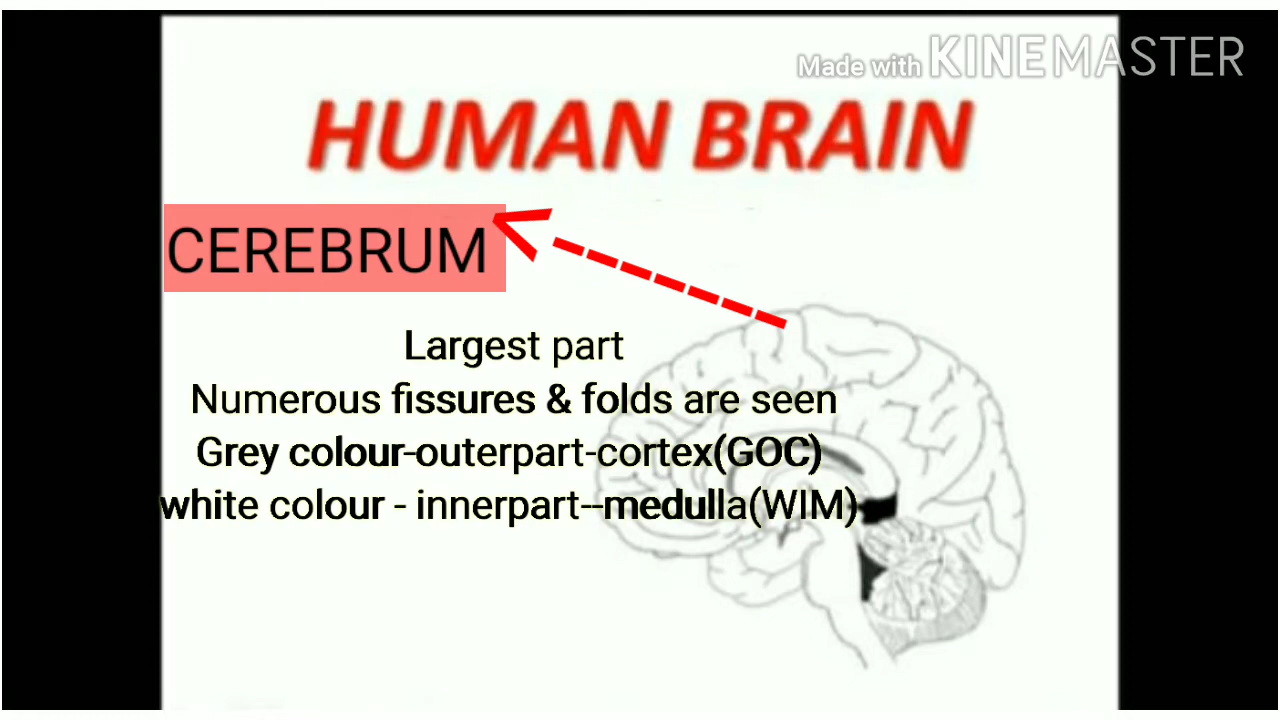 Made with KINEMASTER
HUMAN BRAIN
CEREBRUM
Largest part
Numerous fissures & folds are seen
Grey colour-outerpart-cortex(GOC)
white colour - innerpart--medulla(WIM)